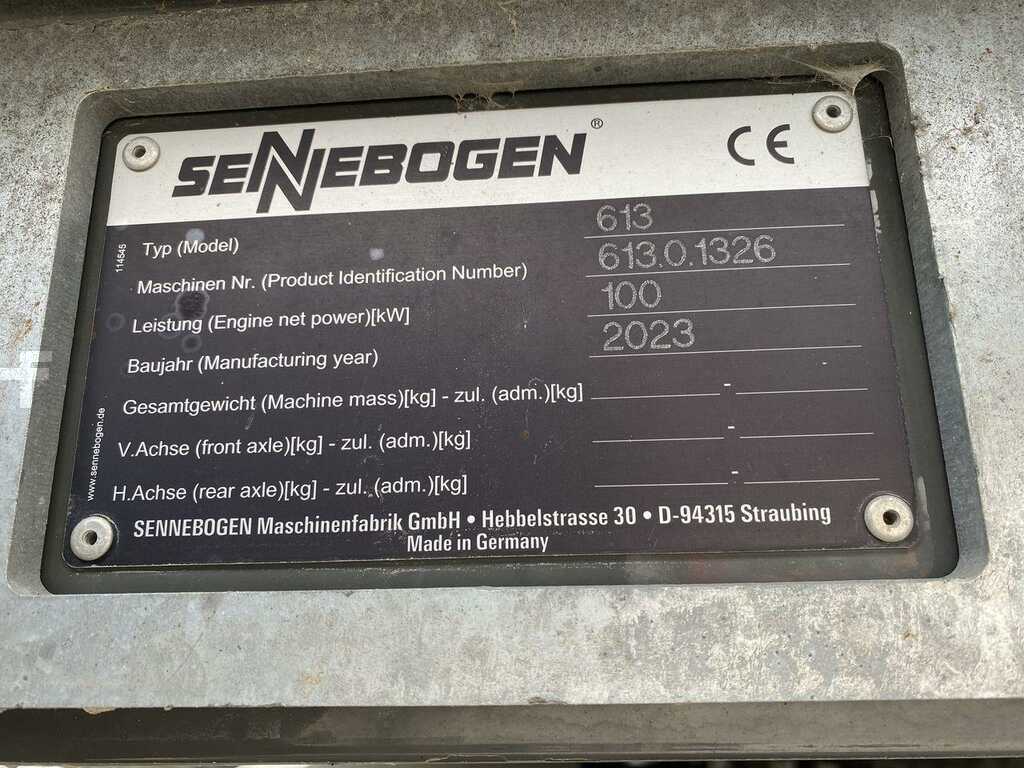 SENNEBOGEN ® CE
Typ (Model) 613
Maschinen Nr. (Product Identification Number) 613.0.1326
Leistung (Engine net power)[kW] 100
Baujahr (Manufacturing year) 2023
Gesamtgewicht (Machine mass)[kg] - zul. (adm.)[kg] -
V.Achse (front axle)[kg] - zul. (adm.)[kg] -
H.Achse (rear axle)[kg] - zul. (adm.)[kg] -
SENNEBOGEN Maschinenfabrik GmbH • Hebbelstrasse 30 • D-94315 Straubing
Made in Germany
114545
www.sennebogen.de